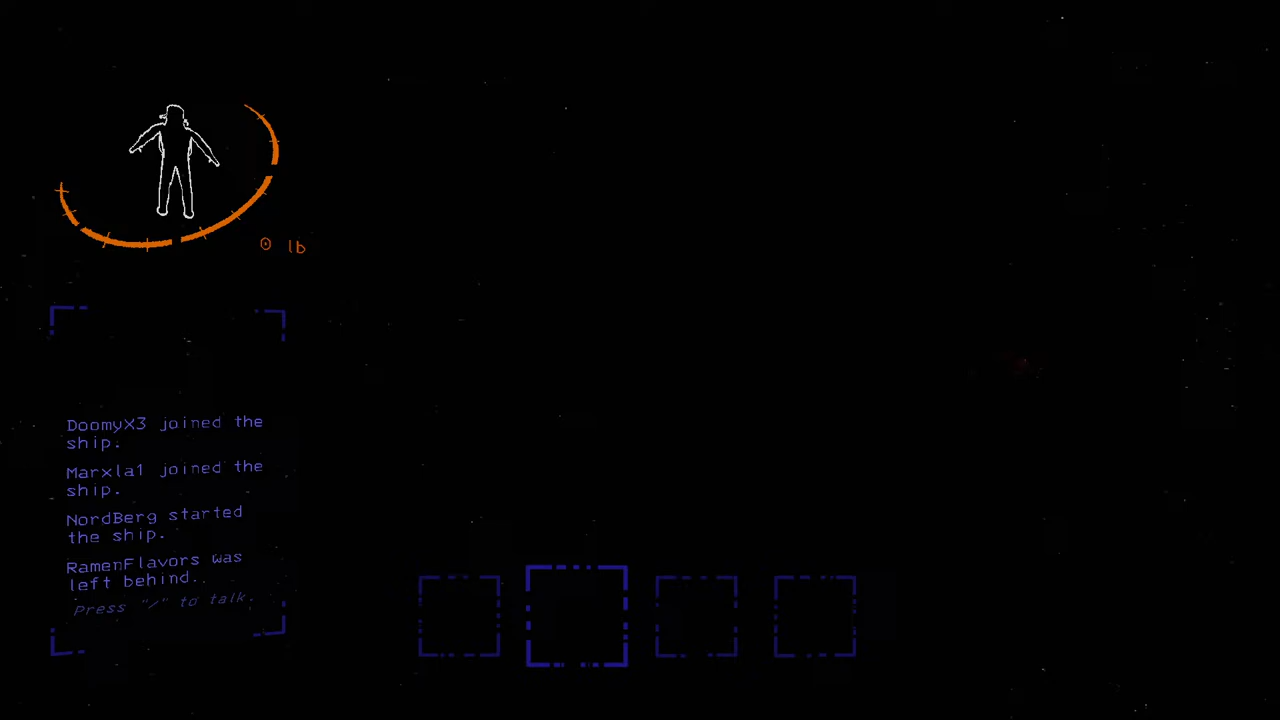 0 lb
DoomyX3 joined the
ship.
Marxla1 joined the
ship.
NordBerg started
the ship.
RamenFlavors was
left behind.
Press "/" to talk.